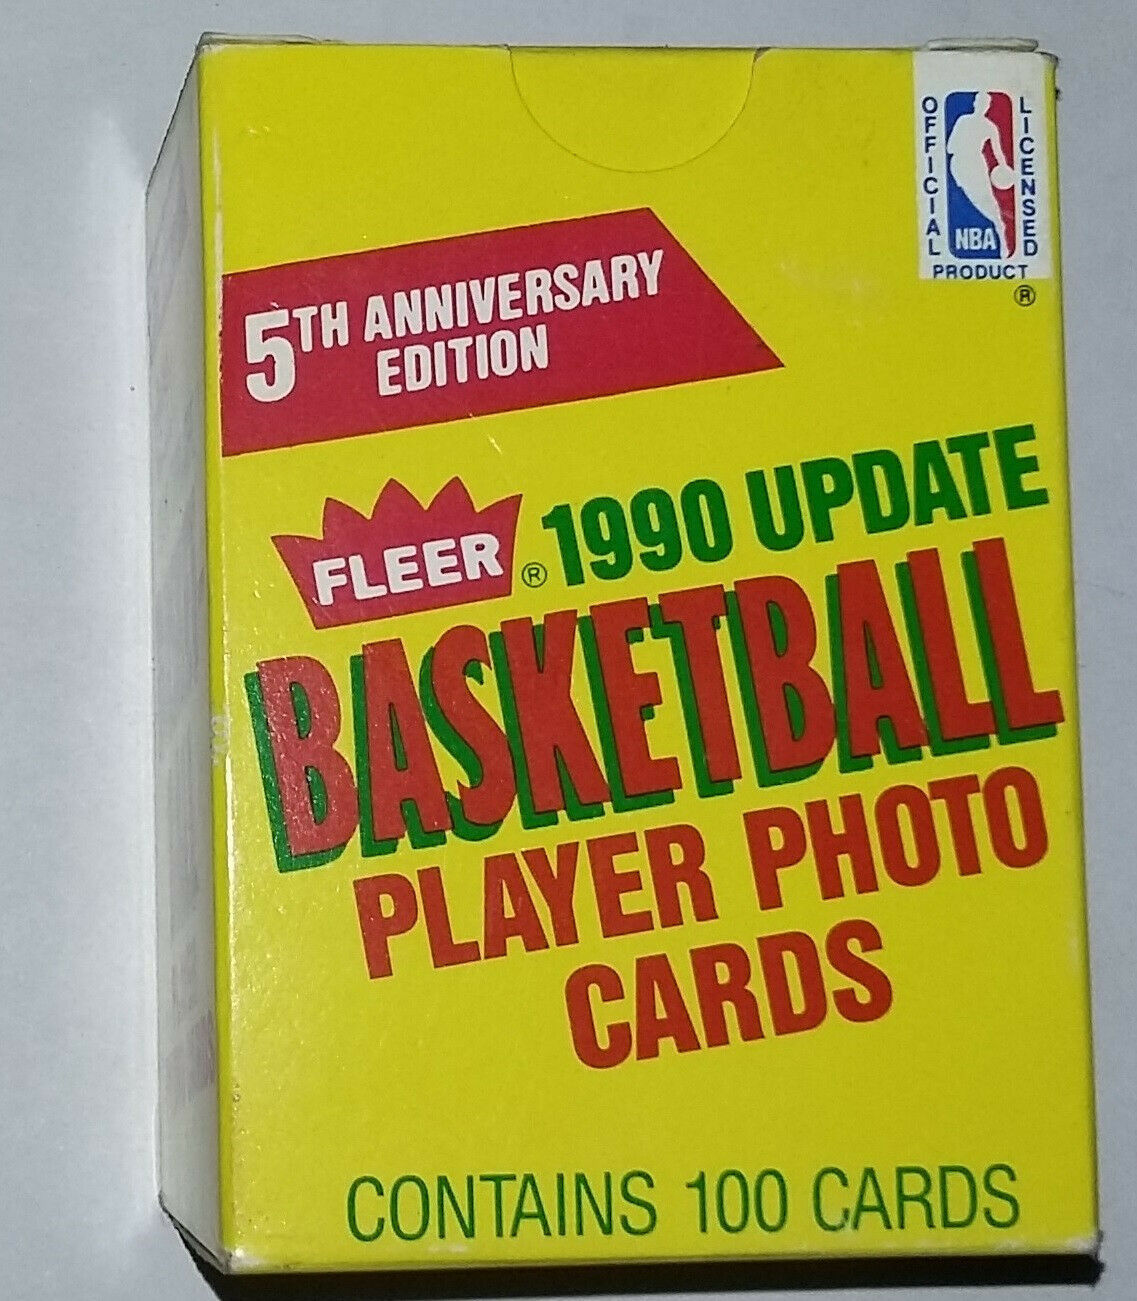 OFFICIAL
LICENSED
NBA
PRODUCT
®
5TH ANNIVERSARY
EDITION
FLEER® 1990 UPDATE
BASKETBALL
PLAYER PHOTO
CARDS
CONTAINS 100 CARDS